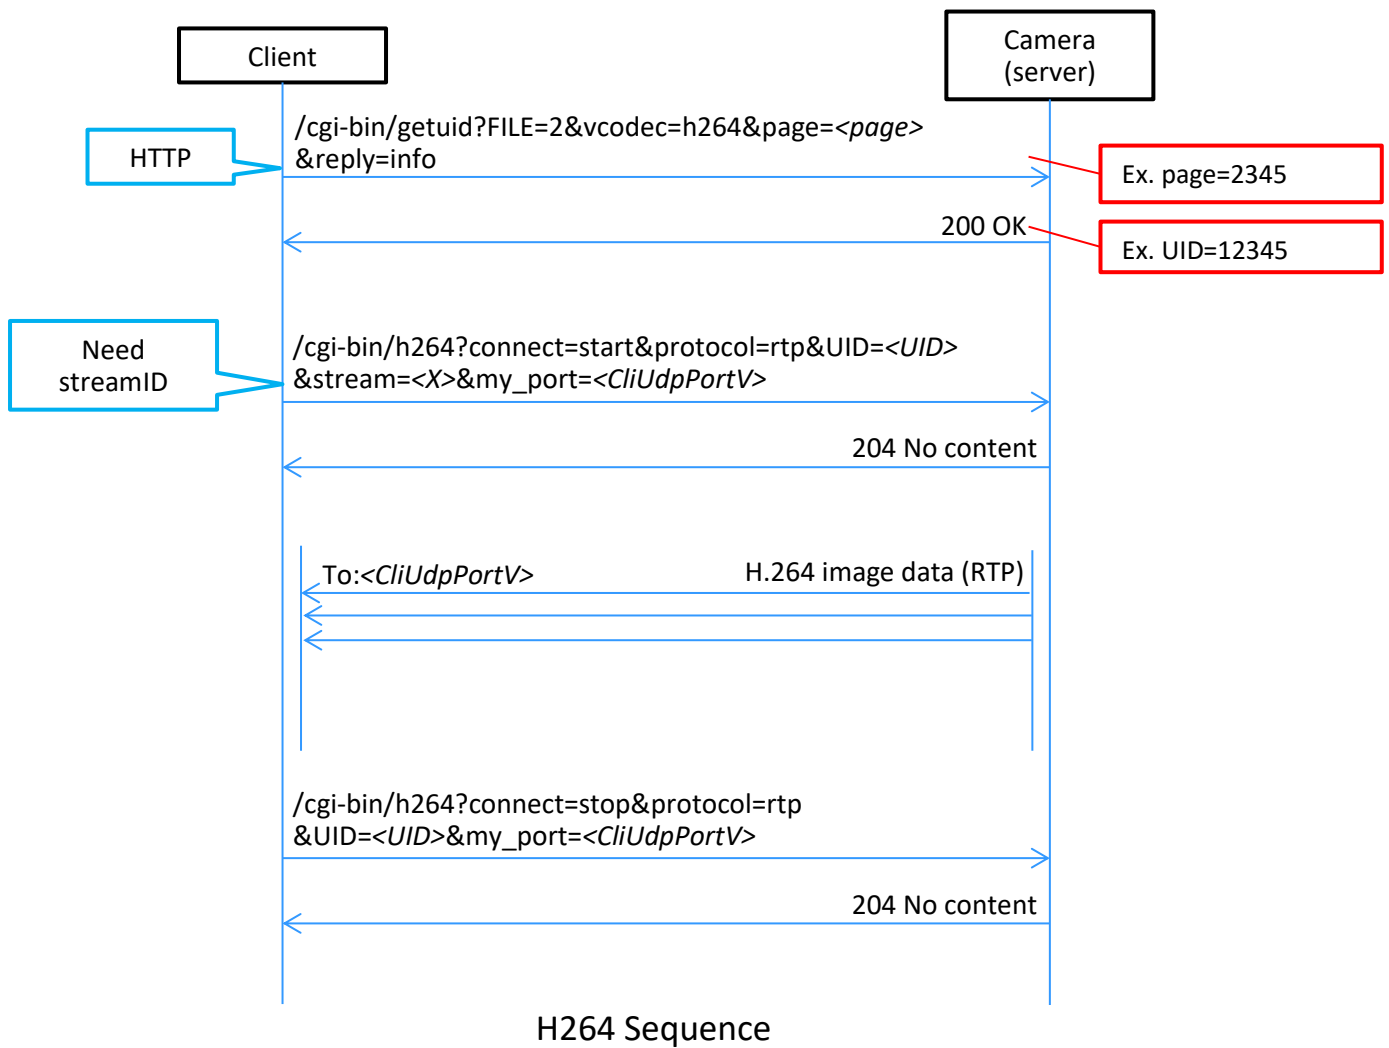 Client
Camera
(server)
/cgi-bin/getuid?FILE=2&vcodec=h264&page=<page>
&reply=info
HTTP
Ex. page=2345
200 OK
Ex. UID=12345
Need
streamID
/cgi-bin/h264?connect=start&protocol=rtp&UID=<UID>
&stream=<X>&my_port=<CliUdpPortV>
204 No content
To:<CliUdpPortV>
H.264 image data (RTP)
/cgi-bin/h264?connect=stop&protocol=rtp
&UID=<UID>&my_port=<CliUdpPortV>
204 No content
H264 Sequence